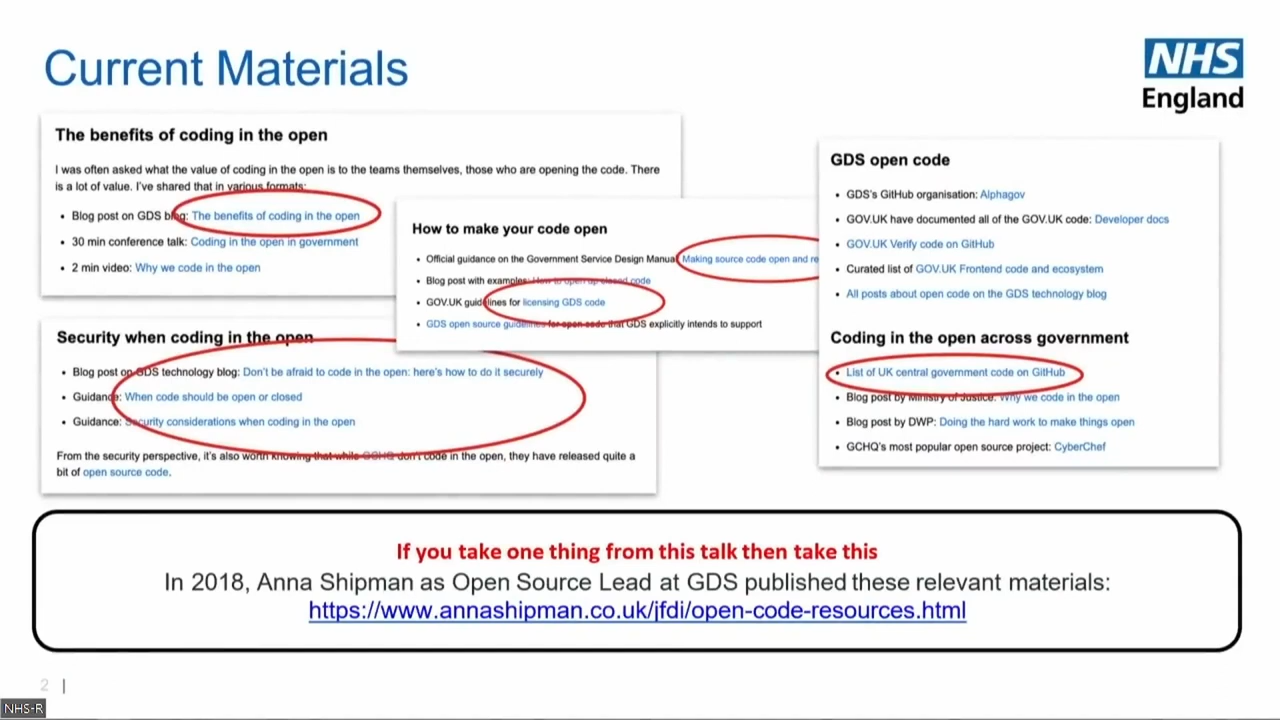 Current Materials
NHS
England
The benefits of coding in the open
I was often asked what the value of coding in the open is to the teams themselves, those who are opening the code. There
is a lot of value. I've shared that in various formats:
• Blog post on GDS blog: The benefits of coding in the open
• 30 min conference talk: Coding in the open in government
• 2 min video: Why we code in the open
How to make your code open
• Official guidance on the Government Service Design Manual Making source code open and re
• Blog post with examples: How to open up closed code
• GOV.UK guidelines for licensing GDS code
• GDS open source guidelines for open code that GDS explicitly intends to support
Security when coding in the open
• Blog post on GDS technology blog: Don't be afraid to code in the open: here's how to do it securely
• Guidance: When code should be open or closed
• Guidance: Security considerations when coding in the open
From the security perspective, it's also worth knowing that while GCHQ don't code in the open, they have released quite a
bit of open source code.
GDS open code
• GDS's GitHub organisation: Alphagov
• GOV.UK have documented all of the GOV.UK code: Developer docs
• GOV.UK Verify code on GitHub
• Curated list of GOV.UK Frontend code and ecosystem
• All posts about open code on the GDS technology blog
Coding in the open across government
• List of UK central government code on GitHub
• Blog post by Ministry of Justice: Why we code in the open
• Blog post by DWP: Doing the hard work to make things open
• GCHQ's most popular open source project: CyberChef
If you take one thing from this talk then take this
In 2018, Anna Shipman as Open Source Lead at GDS published these relevant materials:
https://www.annashipman.co.uk/jfdi/open-code-resources.html
2 |
NHS-R